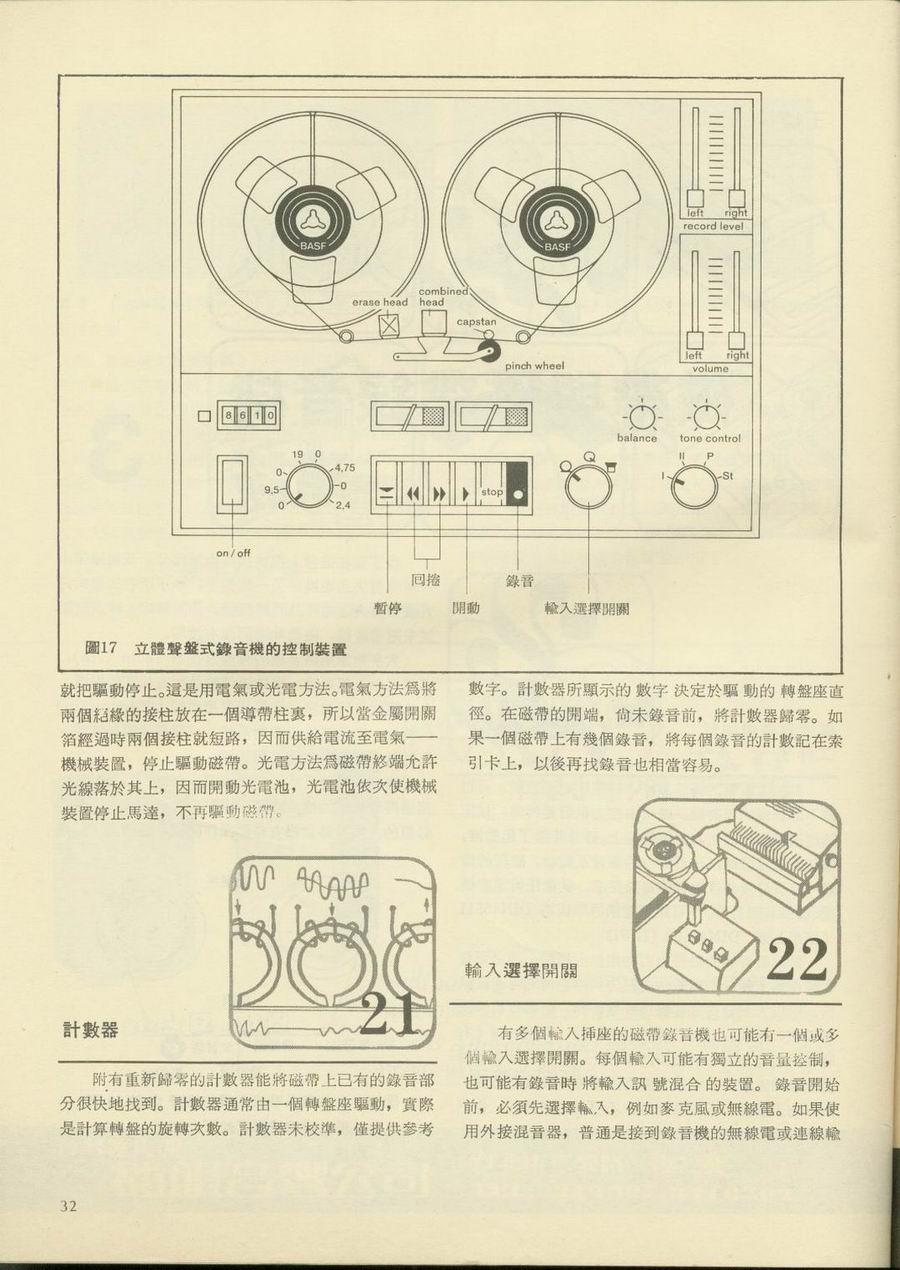 left right
record level
BASF
BASF
combined
erase head head
capstan
left right
volume
pinch wheel
8 6 1 0
balance tone control
19 0
0 4,75
9,5 0
0 2,4
stop
II P
I St
on / off
回捲 錄音
暫停 開動 輸入選擇開關
圖17 立體聲盤式錄音機的控制裝置
就把驅動停止。這是用電氣或光電方法。電氣方法爲將
兩個絕緣的接柱放在一個導帶柱裏，所以當金屬開關
箔經過時兩個接柱就短路，因而供給電流至電氣——
機械裝置，停止驅動磁帶。光電方法爲磁帶終端允許
光線落於其上，因而開動光電池，光電池依次使機械
裝置停止馬達，不再驅動磁帶。
21
計數器
附有重新歸零的計數器能將磁帶上已有的錄音部
分很快地找到。計數器通常由一個轉盤座驅動，實際
是計算轉盤的旋轉次數。計數器未校準，僅提供參考
數字。計數器所顯示的 數字 決定於驅 動的 轉盤座直
徑。在磁帶的開端，尙未錄音前，將計數器歸零。如
果一個磁帶上有幾個錄音，將每個錄音的計數記在索
引卡上，以後再找錄音也相當容易。
22
輸入選擇開關
有多個輸入插座的磁帶錄音機也可能有一個或多
個輸入選擇開關。每個輸入可能有獨立的音量控制，
也可能有錄音時 將輸入訊 號混合 的裝置。 錄音開始
前，必須先選擇輸入，例如麥克風或無線電。如果使
用外接混音器，普通是接到錄音機的無線電或連線輸
32